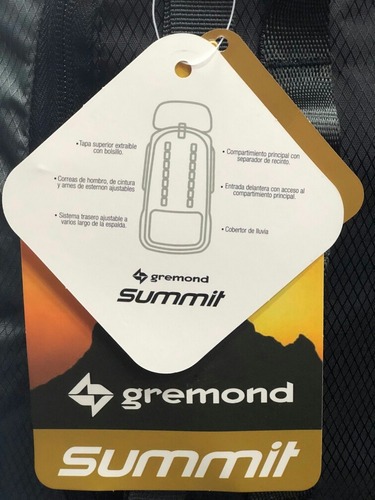 • Tapa superior extraíble
con bolsillo.
• Correas de hombro, de cintura
y arnes de esternon ajustables
• Sistema trasero ajustable a
varios largo de la espalda.
• Compartimiento principal con
separador de recinto.
• Entrada delantera con acceso al
compartimiento principal.
• Cobertor de lluvia
gremond
summit
gremond
summit